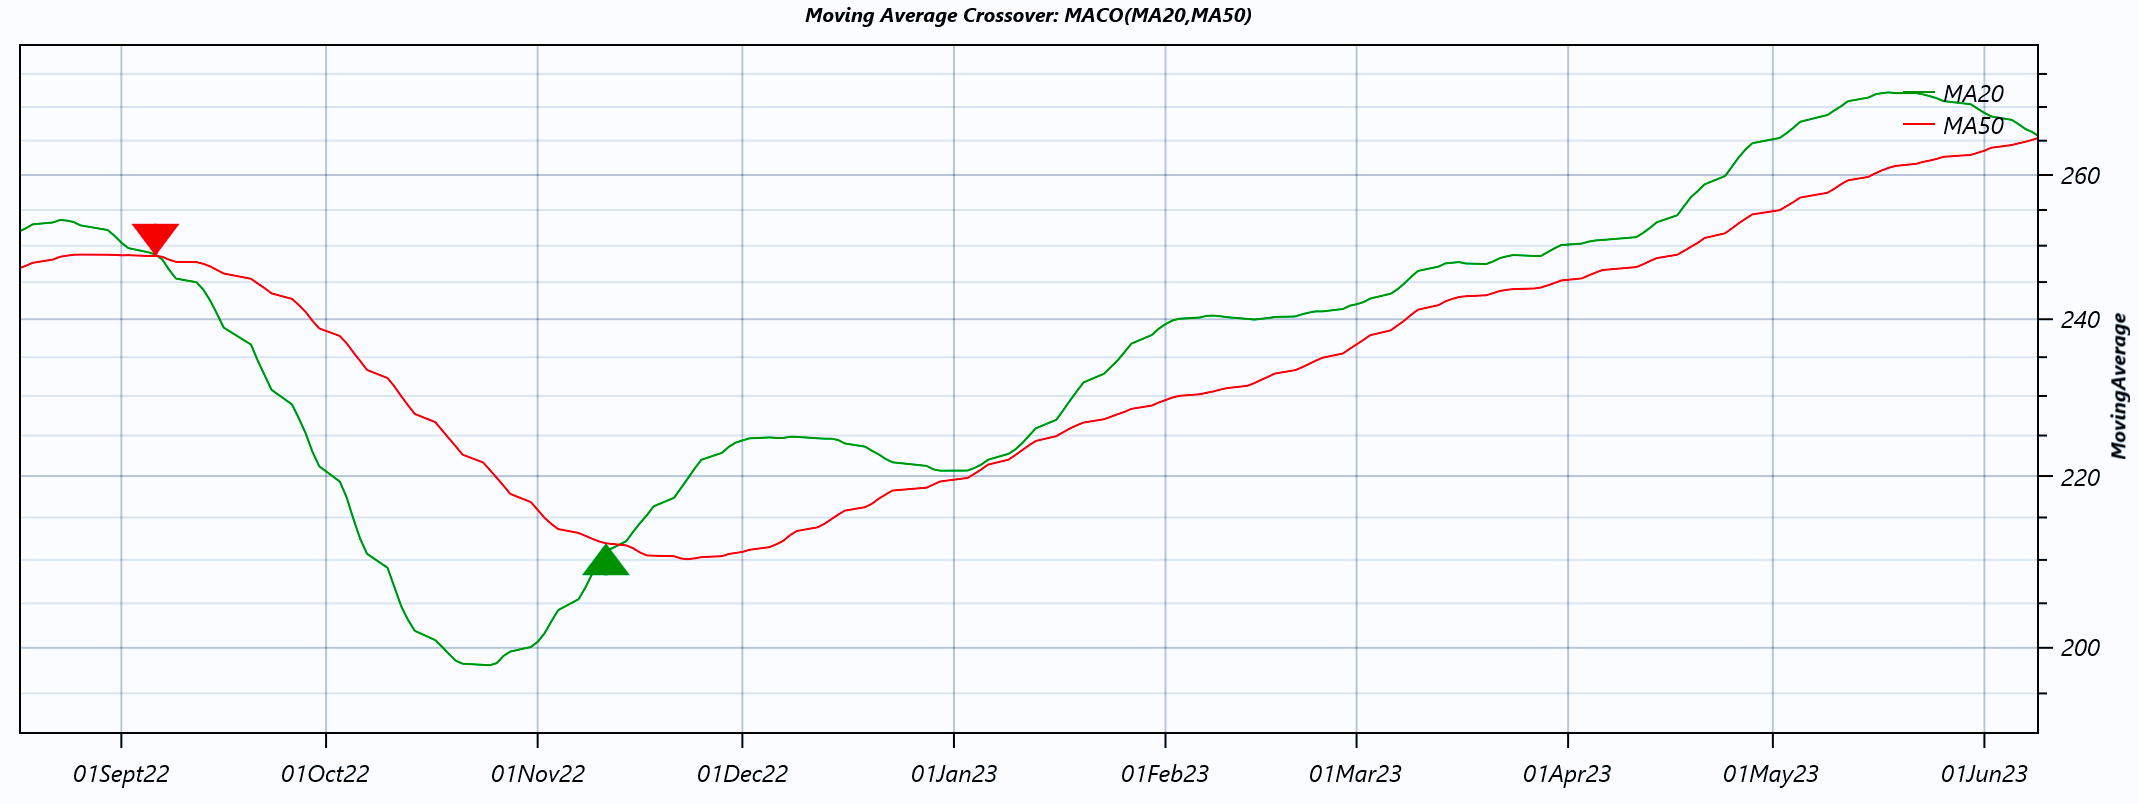 Moving Average Crossover: MACO(MA20,MA50)
MA20
MA50
260
240
220
200
MovingAverage
01Sept22 01Oct22 01Nov22 01Dec22 01Jan23 01Feb23 01Mar23 01Apr23 01May23 01Jun23